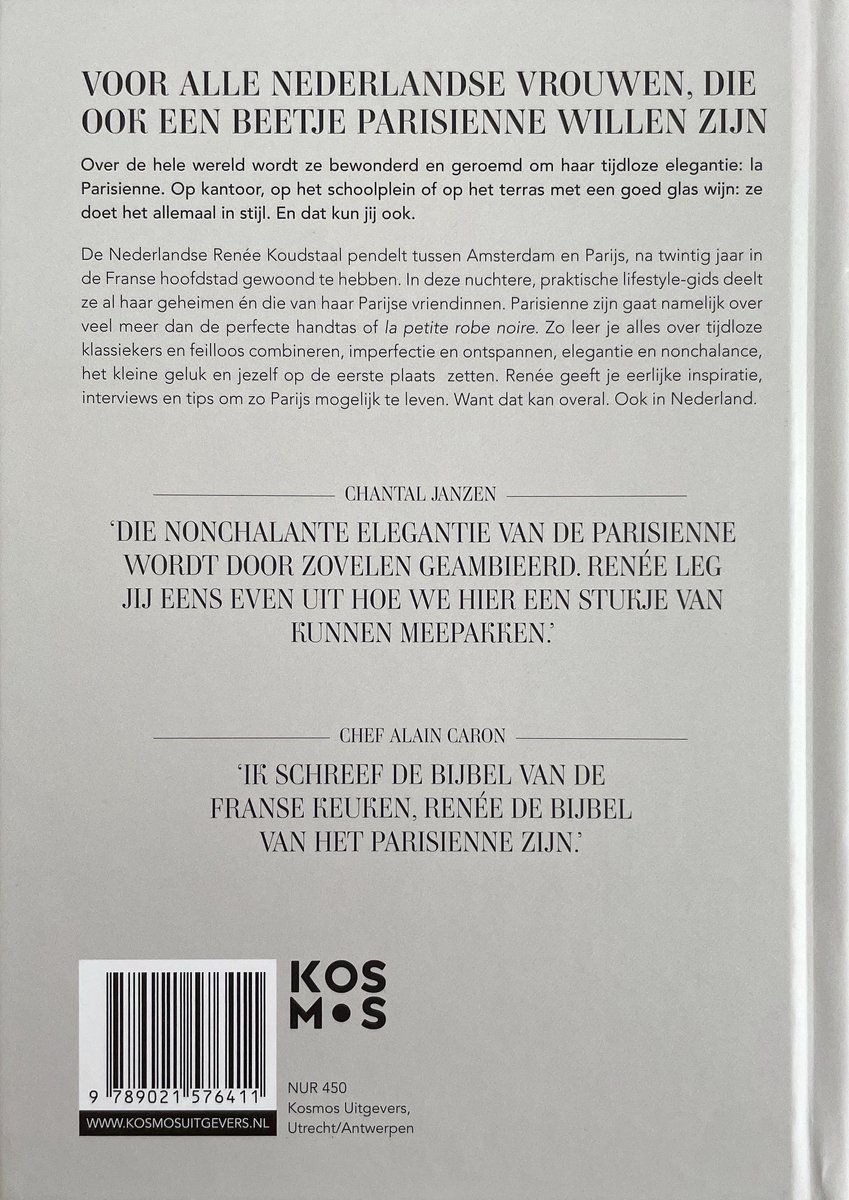 VOOR ALLE NEDERLANDSE VROUWEN, DIE
OOK EEN BEETJE PARISIENNE WILLEN ZIJN
Over de hele wereld wordt ze bewonderd en geroemd om haar tijdloze elegantie: la
Parisienne. Op kantoor, op het schoolplein of op het terras met een goed glas wijn: ze
doet het allemaal in stijl. En dat kun jij ook.
De Nederlandse Renée Koudstaal pendelt tussen Amsterdam en Parijs, na twintig jaar in
de Franse hoofdstad gewoond te hebben. In deze nuchtere, praktische lifestyle-gids deelt
ze al haar geheimen én die van haar Parijse vriendinnen. Parisienne zijn gaat namelijk over
veel meer dan de perfecte handtas of la petite robe noire. Zo leer je alles over tijdloze
klassiekers en feilloos combineren, imperfectie en ontspannen, elegantie en nonchalance,
het kleine geluk en jezelf op de eerste plaats zetten. Renée geeft je eerlijke inspiratie,
interviews en tips om zo Parijs mogelijk te leven. Want dat kan overal. Ook in Nederland.
CHANTAL JANZEN
‘DIE NONCHALANTE ELEGANTIE VAN DE PARISIENNE
WORDT DOOR ZOVELEN GEAMBIEERD. RENÉE LEG
JIJ EENS EVEN UIT HOE WE HIER EEN STUKJE VAN
KUNNEN MEEPAKKEN.’
CHEF ALAIN CARON
‘IK SCHREEF DE BIJBEL VAN DE
FRANSE KEUKEN, RENÉE DE BIJBEL
VAN HET PARISIENNE ZIJN.’
KOS
MOS
9 789021 576411
WWW.KOSMOSUITGEVERS.NL
NUR 450
Kosmos Uitgevers,
Utrecht/Antwerpen